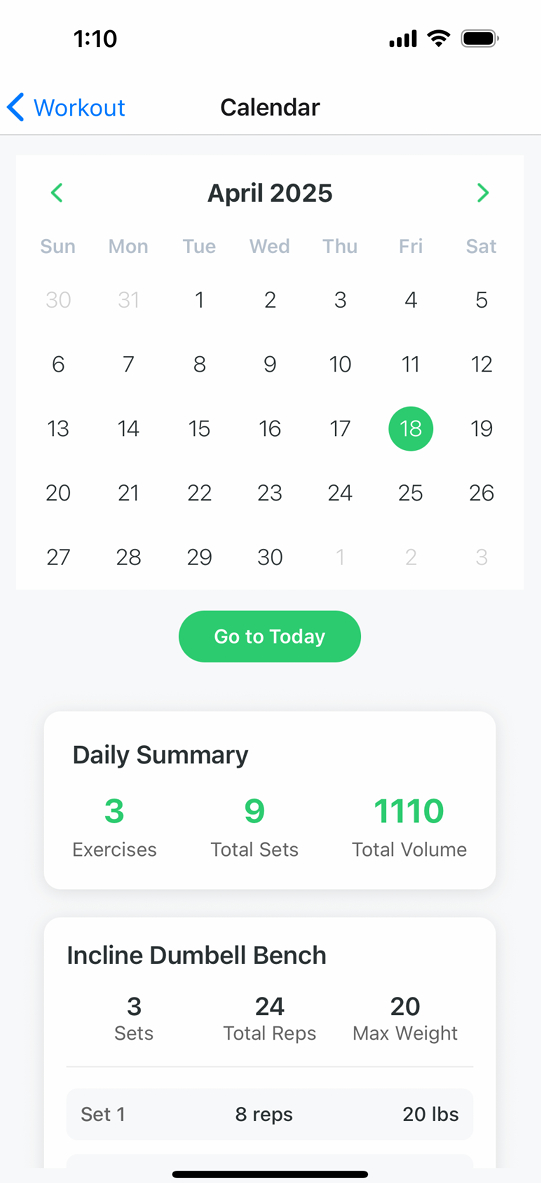 1:10
Workout Calendar
April 2025
Sun Mon Tue Wed Thu Fri Sat
30 31 1 2 3 4 5
6 7 8 9 10 11 12
13 14 15 16 17 18 19
20 21 22 23 24 25 26
27 28 29 30 1 2 3
Go to Today
Daily Summary
3 9 1110
Exercises Total Sets Total Volume
Incline Dumbell Bench
3 24 20
Sets Total Reps Max Weight
Set 1 8 reps 20 lbs